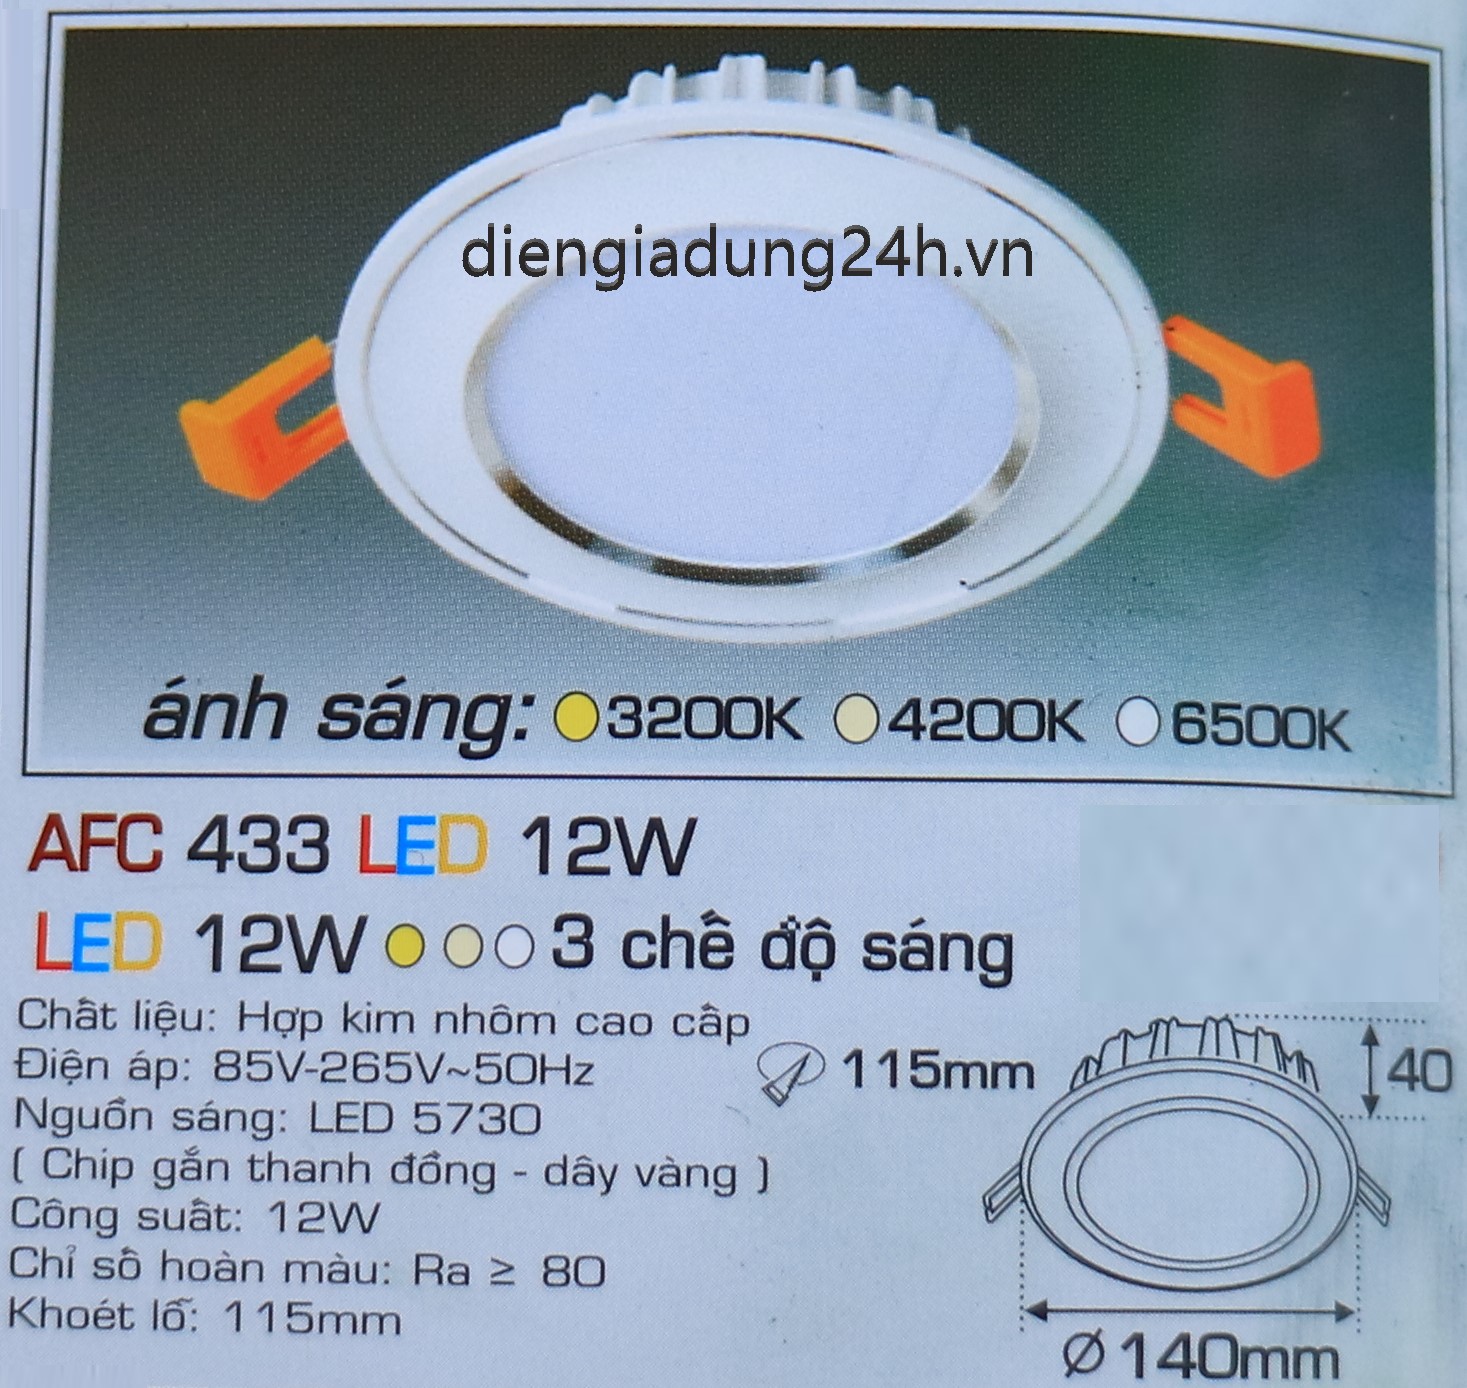 diengiadung24h.vn
ánh sáng: 3200K 4200K 6500K
AFC 433 LED 12W
LED 12W 3 chế độ sáng
Chất liệu: Hợp kim nhôm cao cấp
Điện áp: 85V-265V~50Hz
115mm
40
Nguồn sáng: LED 5730
( Chip gắn thanh đồng - dây vàng )
Công suất: 12W
Chỉ số hoàn màu: Ra ≥ 80
Khoét lỗ: 115mm
Ø140mm